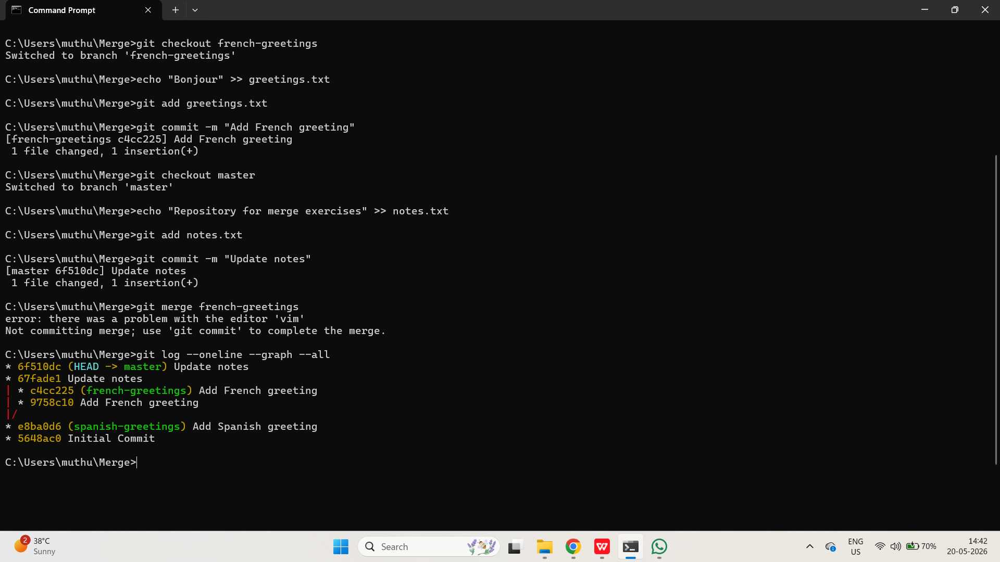 Command Prompt
C:\Users\muthu\Merge>git checkout french-greetings
Switched to branch 'french-greetings'
C:\Users\muthu\Merge>echo "Bonjour" >> greetings.txt
C:\Users\muthu\Merge>git add greetings.txt
C:\Users\muthu\Merge>git commit -m "Add French greeting"
[french-greetings c4cc225] Add French greeting
 1 file changed, 1 insertion(+)
C:\Users\muthu\Merge>git checkout master
Switched to branch 'master'
C:\Users\muthu\Merge>echo "Repository for merge exercises" >> notes.txt
C:\Users\muthu\Merge>git add notes.txt
C:\Users\muthu\Merge>git commit -m "Update notes"
[master 6f510dc] Update notes
 1 file changed, 1 insertion(+)
C:\Users\muthu\Merge>git merge french-greetings
error: there was a problem with the editor 'vim'
Not committing merge; use 'git commit' to complete the merge.
C:\Users\muthu\Merge>git log --oneline --graph --all
* 6f510dc (HEAD -> master) Update notes
* 67fade1 Update notes
| * c4cc225 (french-greetings) Add French greeting
| * 9758c10 Add French greeting
|/
* e8ba0d6 (spanish-greetings) Add Spanish greeting
* 5648ac0 Initial Commit
C:\Users\muthu\Merge>
2
38°C
Sunny
Search
ENG
US
70%
14:42
20-05-2026